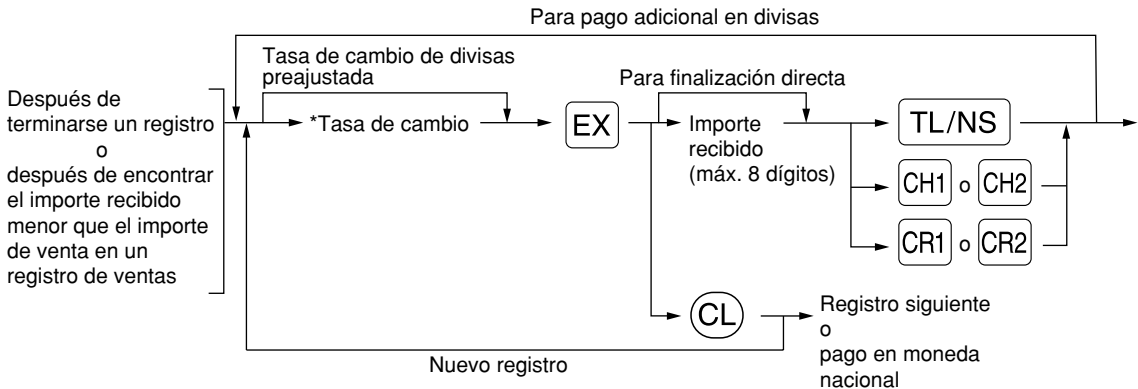 Para pago adicional en divisas
Tasa de cambio de divisas
preajustada
Para finalización directa
Después de
terminarse un registro
o
después de encontrar
el importe recibido
menor que el importe
de venta en un
registro de ventas
*Tasa de cambio
EX
Importe
recibido
(máx. 8 dígitos)
TL/NS
CH1 o CH2
CR1 o CR2
CL
Registro siguiente
o
pago en moneda
nacional
Nuevo registro